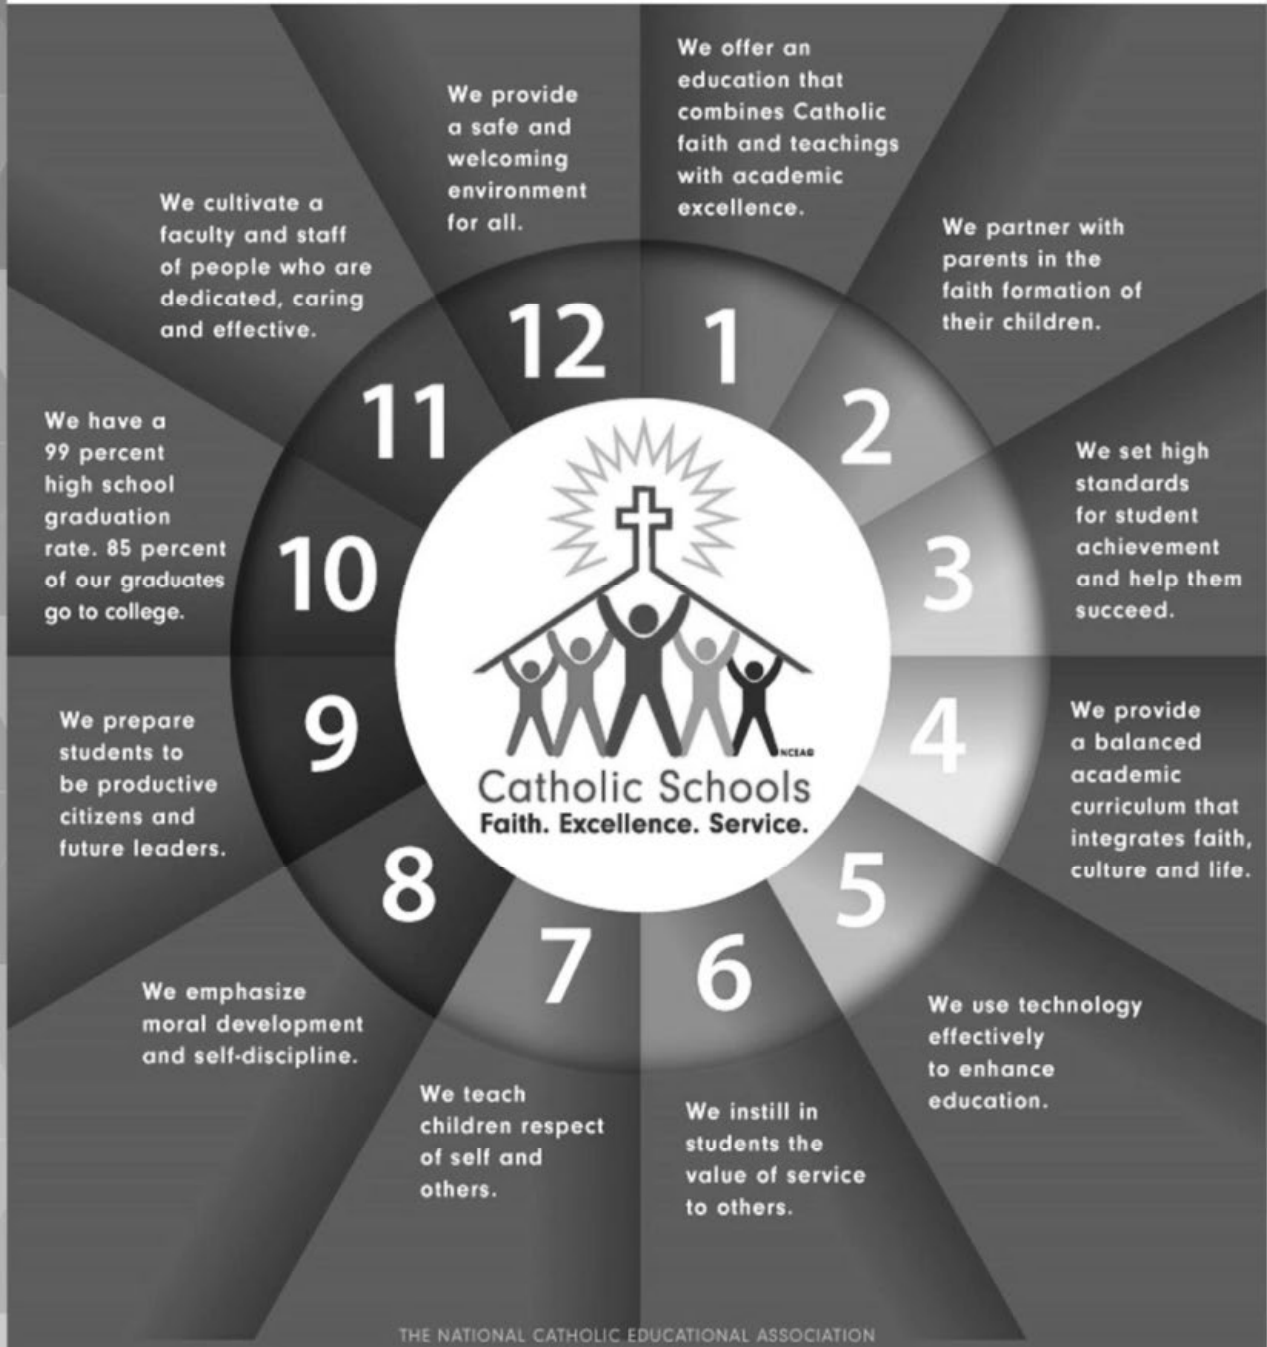 We offer an
education that
combines Catholic
faith and teachings
with academic
excellence.
1
We partner with
parents in the
faith formation of
their children.
2
We set high
standards
for student
achievement
and help them
succeed.
3
We provide
a balanced
academic
curriculum that
integrates faith,
culture and life.
4
We use technology
effectively
to enhance
education.
5
We instill in
students the
value of service
to others.
6
We teach
children respect
of self and
others.
7
We emphasize
moral development
and self-discipline.
8
We prepare
students to
be productive
citizens and
future leaders.
9
We have a
99 percent
high school
graduation
rate. 85 percent
of our graduates
go to college.
10
We cultivate a
faculty and staff
of people who are
dedicated, caring
and effective.
11
We provide
a safe and
welcoming
environment
for all.
12
NCEA©
Catholic Schools
Faith. Excellence. Service.
THE NATIONAL CATHOLIC EDUCATIONAL ASSOCIATION